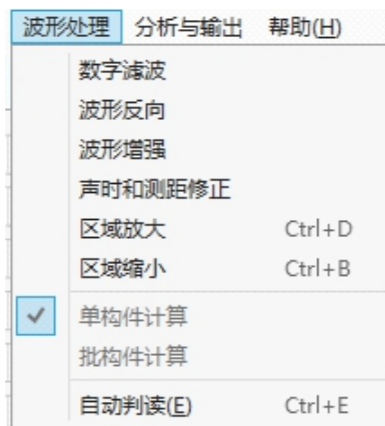 波形处理 分析与输出 帮助(H)
数字滤波
波形反向
波形增强
声时和测距修正
区域放大 Ctrl+D
区域缩小 Ctrl+B
单构件计算
批构件计算
自动判读(E) Ctrl+E